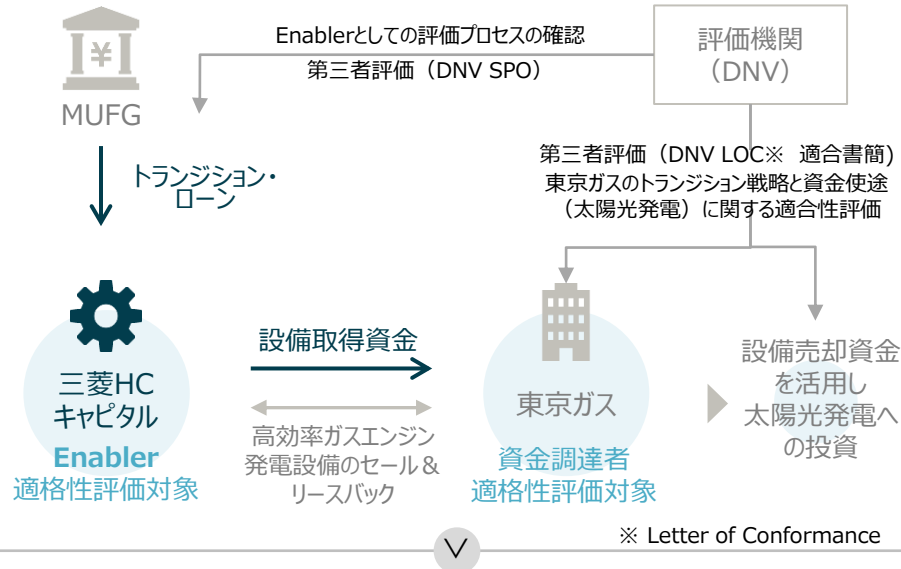 Enablerとしての評価プロセスの確認
第三者評価（DNV SPO）
評価機関
（DNV）
¥
MUFG
トランジション・
ローン
第三者評価（DNV LOC※ 適合書簡)
東京ガスのトランジション戦略と資金使途
（太陽光発電）に関する適合性評価
三菱HC
キャピタル
Enabler
適格性評価対象
設備取得資金
高効率ガスエンジン
発電設備のセール＆
リースバック
東京ガス
資金調達者
適格性評価対象
設備売却資金
を活用し
太陽光発電へ
の投資
※ Letter of Conformance